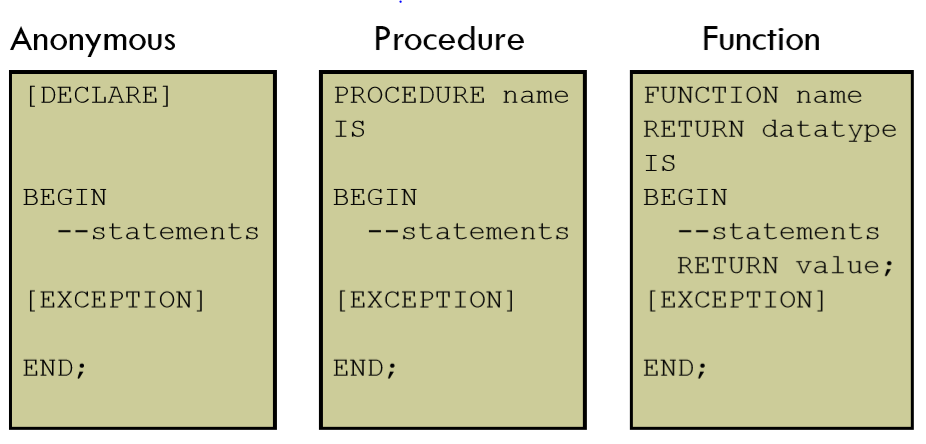 Anonymous
[DECLARE]
BEGIN
--statements
[EXCEPTION]
END;
Procedure
PROCEDURE name
IS
BEGIN
--statements
[EXCEPTION]
END;
Function
FUNCTION name
RETURN datatype
IS
BEGIN
--statements
RETURN value;
[EXCEPTION]
END;